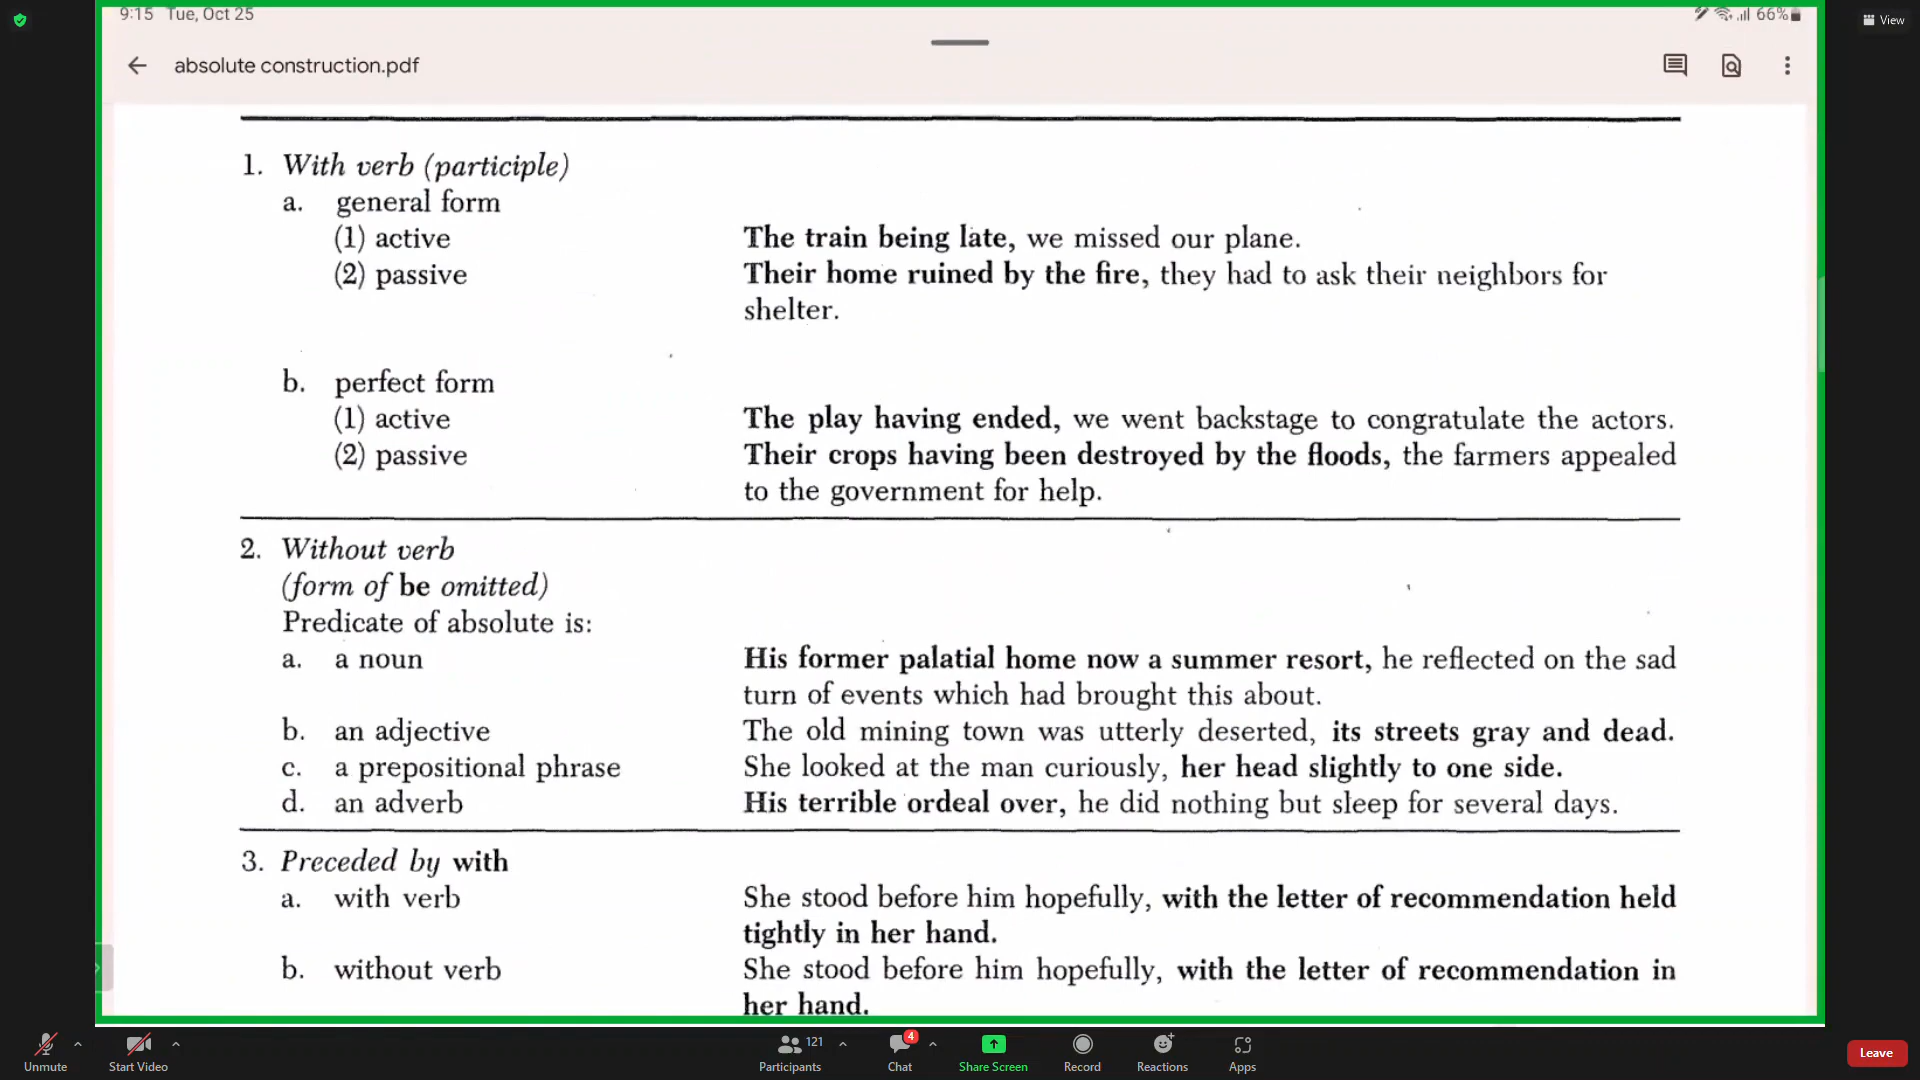 9:15 Tue, Oct 25
66%
View
absolute construction.pdf
1. With verb (participle)
a. general form
(1) active The train being late, we missed our plane.
(2) passive Their home ruined by the fire, they had to ask their neighbors for
shelter.
b. perfect form
(1) active The play having ended, we went backstage to congratulate the actors.
(2) passive Their crops having been destroyed by the floods, the farmers appealed
to the government for help.
2. Without verb
(form of be omitted)
Predicate of absolute is:
a. a noun His former palatial home now a summer resort, he reflected on the sad
turn of events which had brought this about.
b. an adjective The old mining town was utterly deserted, its streets gray and dead.
c. a prepositional phrase She looked at the man curiously, her head slightly to one side.
d. an adverb His terrible ordeal over, he did nothing but sleep for several days.
3. Preceded by with
a. with verb She stood before him hopefully, with the letter of recommendation held
tightly in her hand.
b. without verb She stood before him hopefully, with the letter of recommendation in
her hand.
121
4
Unmute Start Video Participants Chat Share Screen Record Reactions Apps Leave